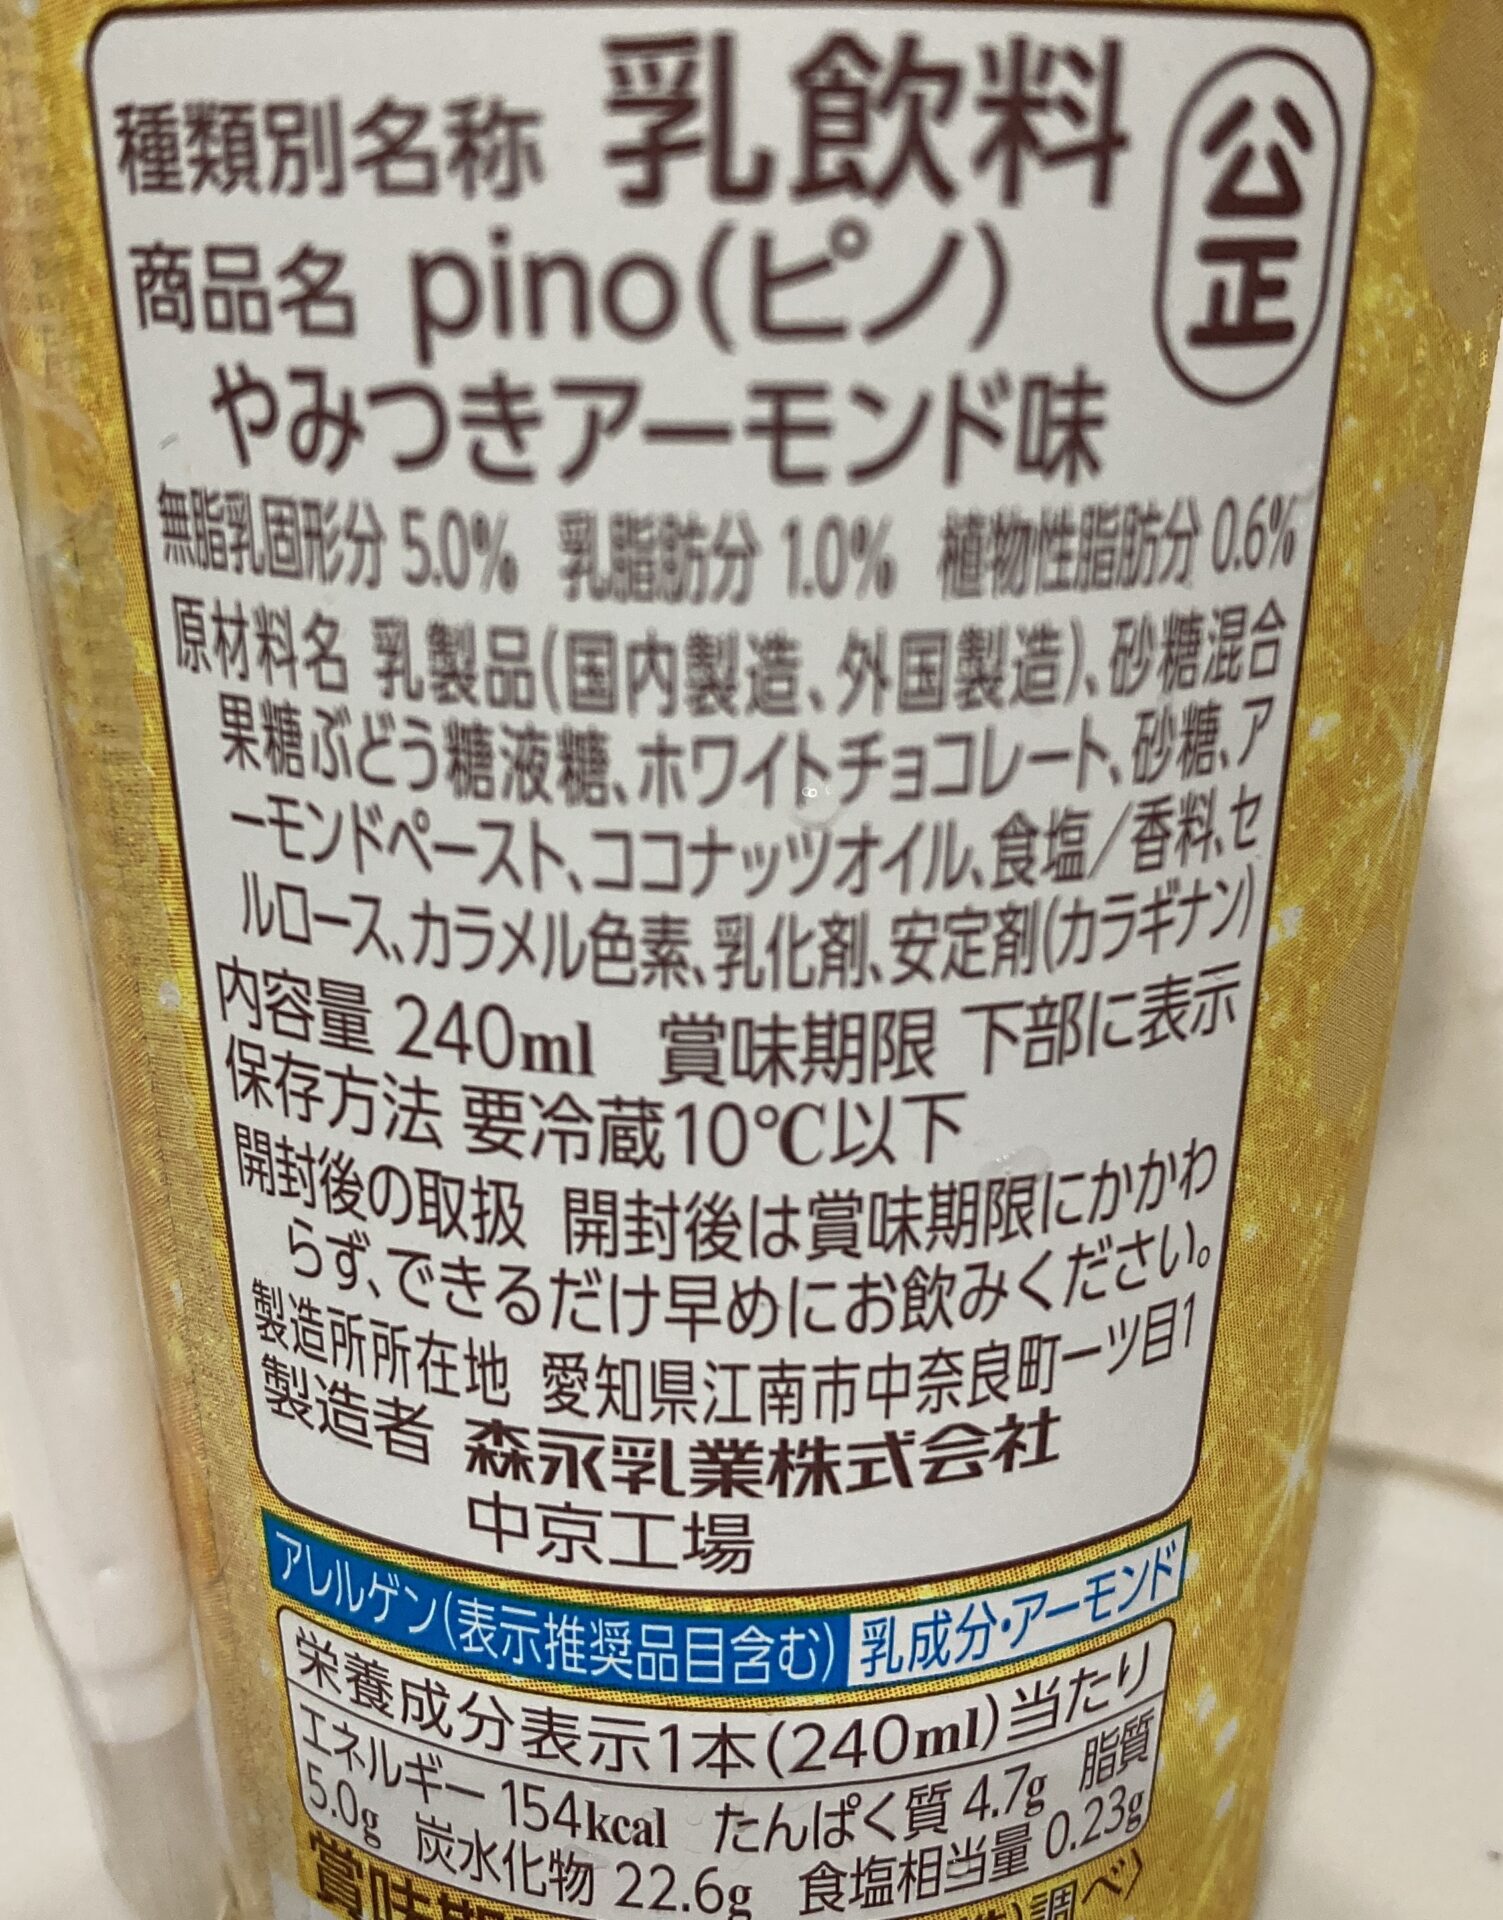 種類別名称 乳飲料
公正
商品名 pino(ピノ)
やみつきアーモンド味
無脂乳固形分 5.0% 乳脂肪分 1.0% 植物性脂肪分 0.6%
原材料名 乳製品(国内製造、外国製造)、砂糖混合
果糖ぶどう糖液糖、ホワイトチョコレート、砂糖、ア
ーモンドペースト、ココナッツオイル、食塩/香料、セ
ルロース、カラメル色素、乳化剤、安定剤(カラギナン)
内容量 240ml 賞味期限 下部に表示
保存方法 要冷蔵10℃以下
開封後の取扱 開封後は賞味期限にかかわ
らず、できるだけ早めにお飲みください。
製造所所在地 愛知県江南市中奈良町一ツ目1
製造者 森永乳業株式会社
中京工場
アレルゲン(表示推奨品目含む) 乳成分・アーモンド
栄養成分表示1本(240ml)当たり
エネルギー 154kcal たんぱく質 4.7g 脂質
5.0g 炭水化物 22.6g 食塩相当量 0.23g